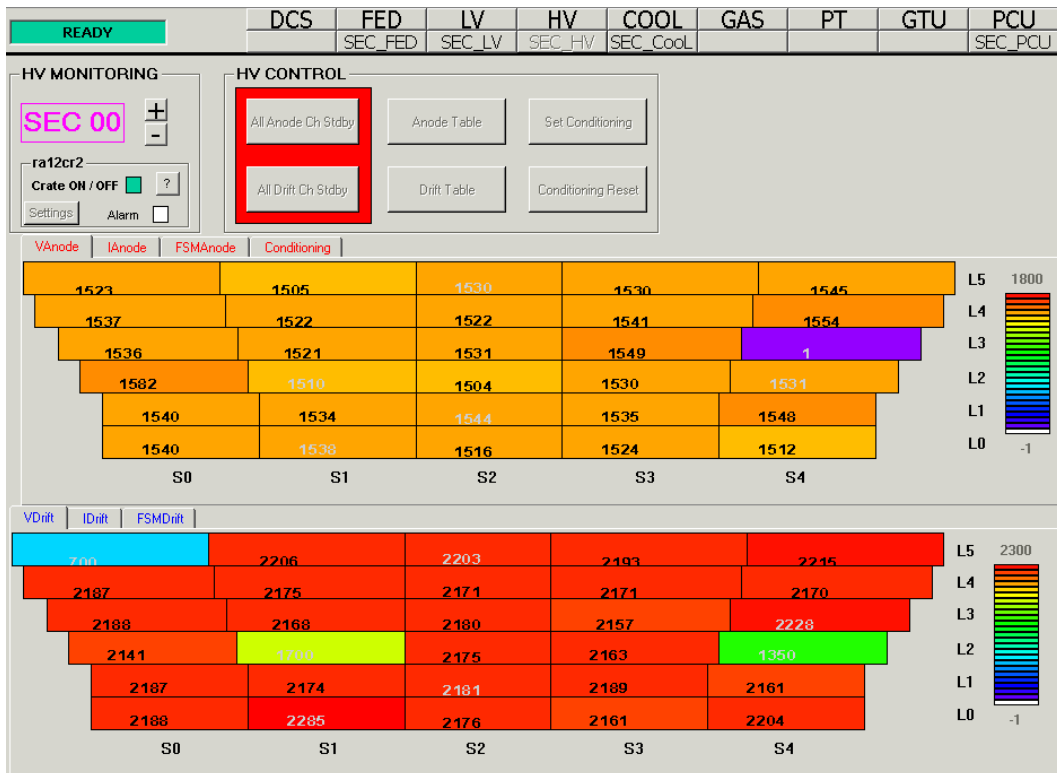 READY DCS FED LV HV COOL GAS PT GTU PCU
SEC_FED SEC_LV SEC_HV SEC_CooL SEC_PCU
HV MONITORING HV CONTROL
SEC 00 + All Anode Ch Stdby Anode Table Set Conditioning
-
ra12cr2
Crate ON / OFF ? All Drift Ch Stdby Drift Table Conditioning Reset
Settings Alarm
VAnode IAnode FSMAnode Conditioning
1523 1505 1530 1530 1545 L5 1800
1537 1522 1522 1541 1554 L4
1536 1521 1531 1549 1 L3
1582 1510 1504 1530 1531 L2
1540 1534 1544 1535 1548 L1
1540 1538 1516 1524 1512 L0 -1
S0 S1 S2 S3 S4
VDrift IDrift FSMDrift
700 2206 2203 2193 2215 L5 2300
2187 2175 2171 2171 2170 L4
2188 2168 2180 2157 2228 L3
2141 1700 2175 2163 1350 L2
2187 2174 2181 2189 2161 L1
2188 2285 2176 2161 2204 L0 -1
S0 S1 S2 S3 S4